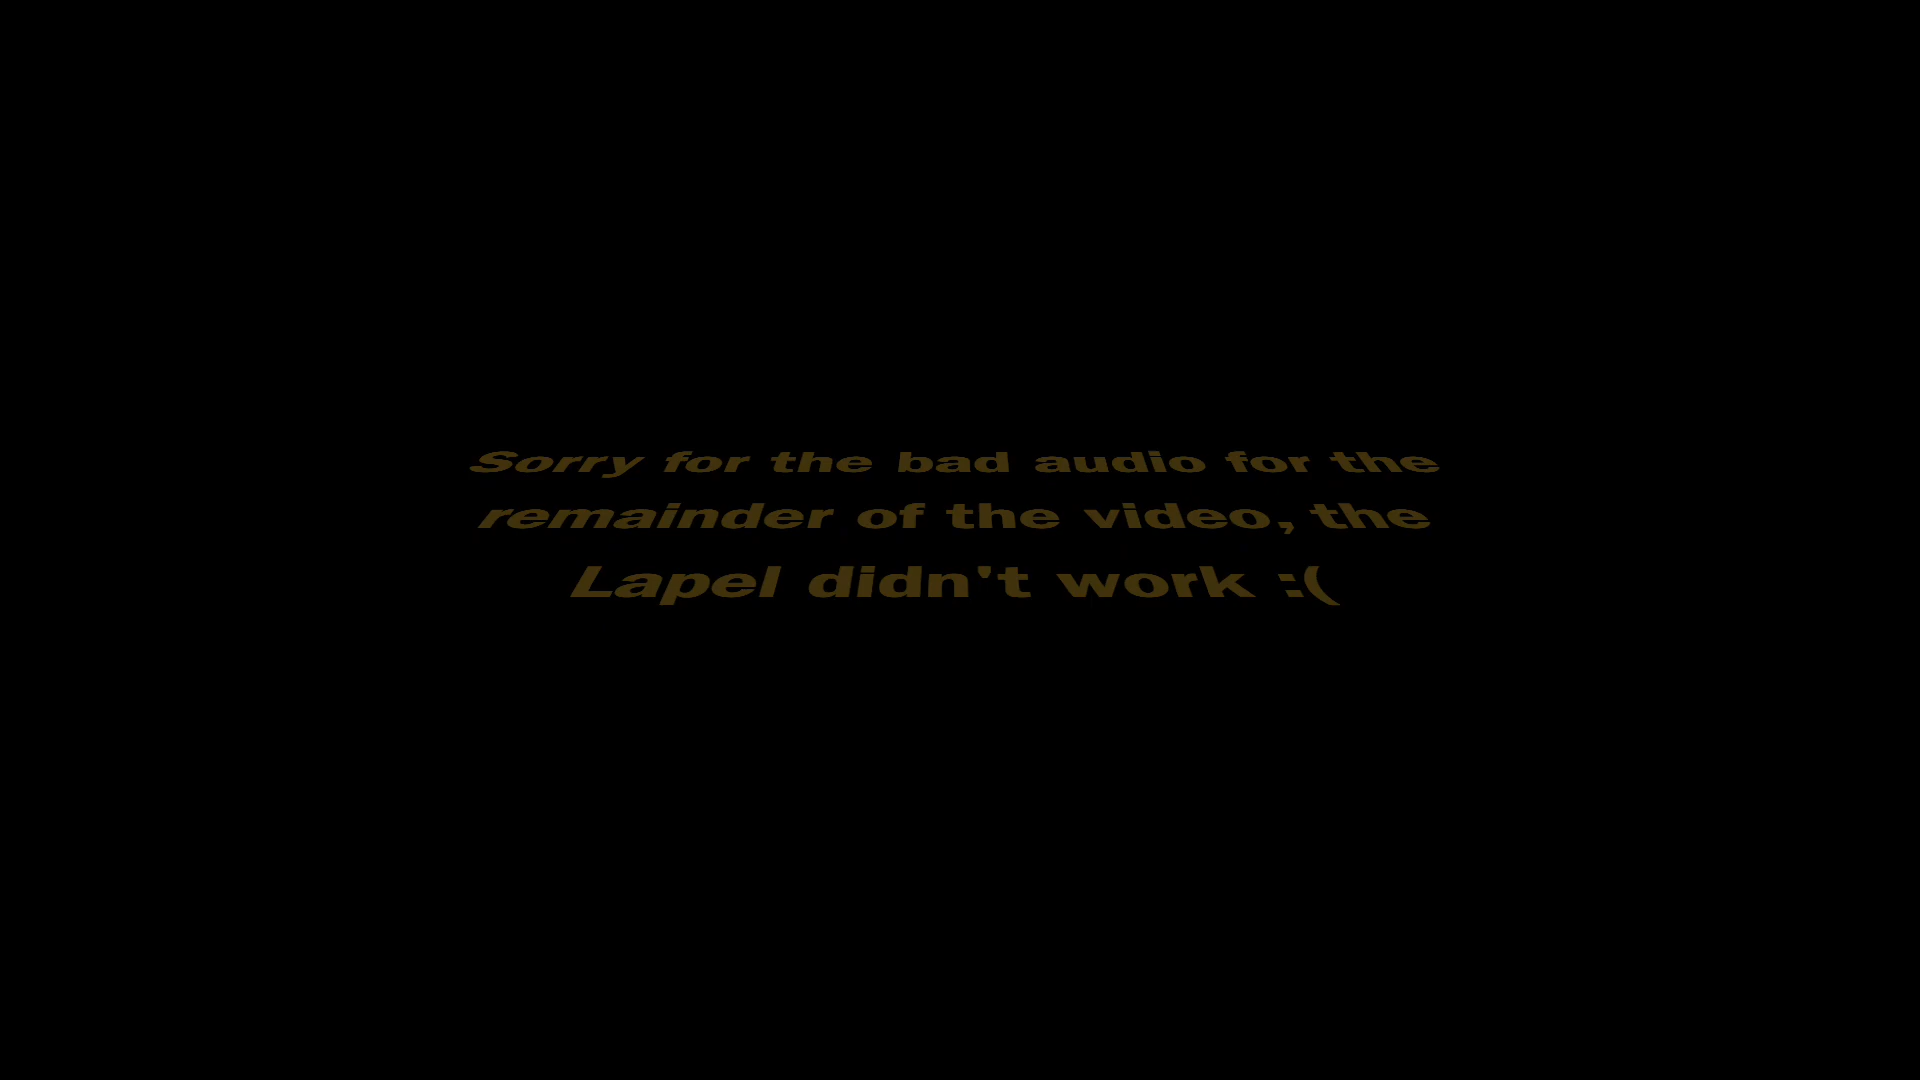 Sorry for the bad audio for the
remainder of the video, the
Lapel didn't work :(